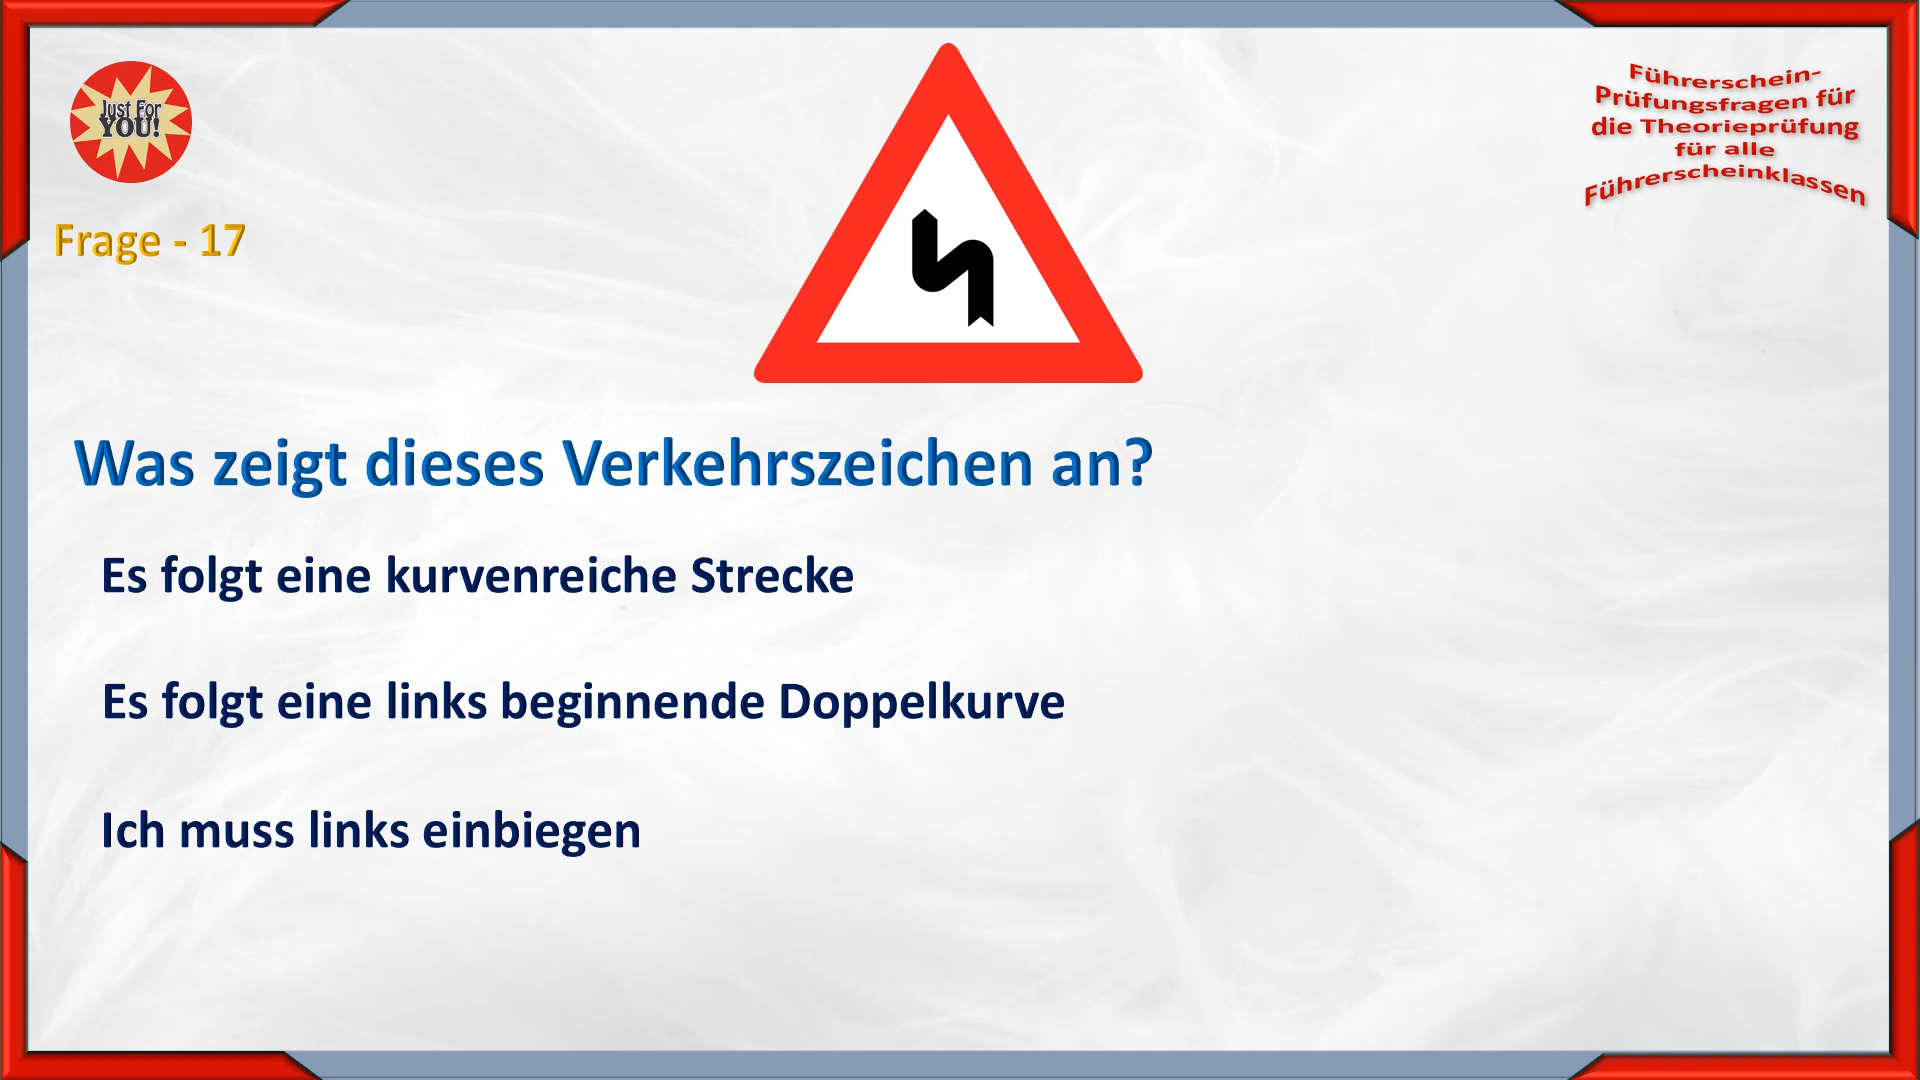 Just For
YOU!
Führerschein-
Prüfungsfragen für
die Theorieprüfung
für alle
Führerscheinklassen
Frage - 17
Was zeigt dieses Verkehrszeichen an?
Es folgt eine kurvenreiche Strecke
Es folgt eine links beginnende Doppelkurve
Ich muss links einbiegen